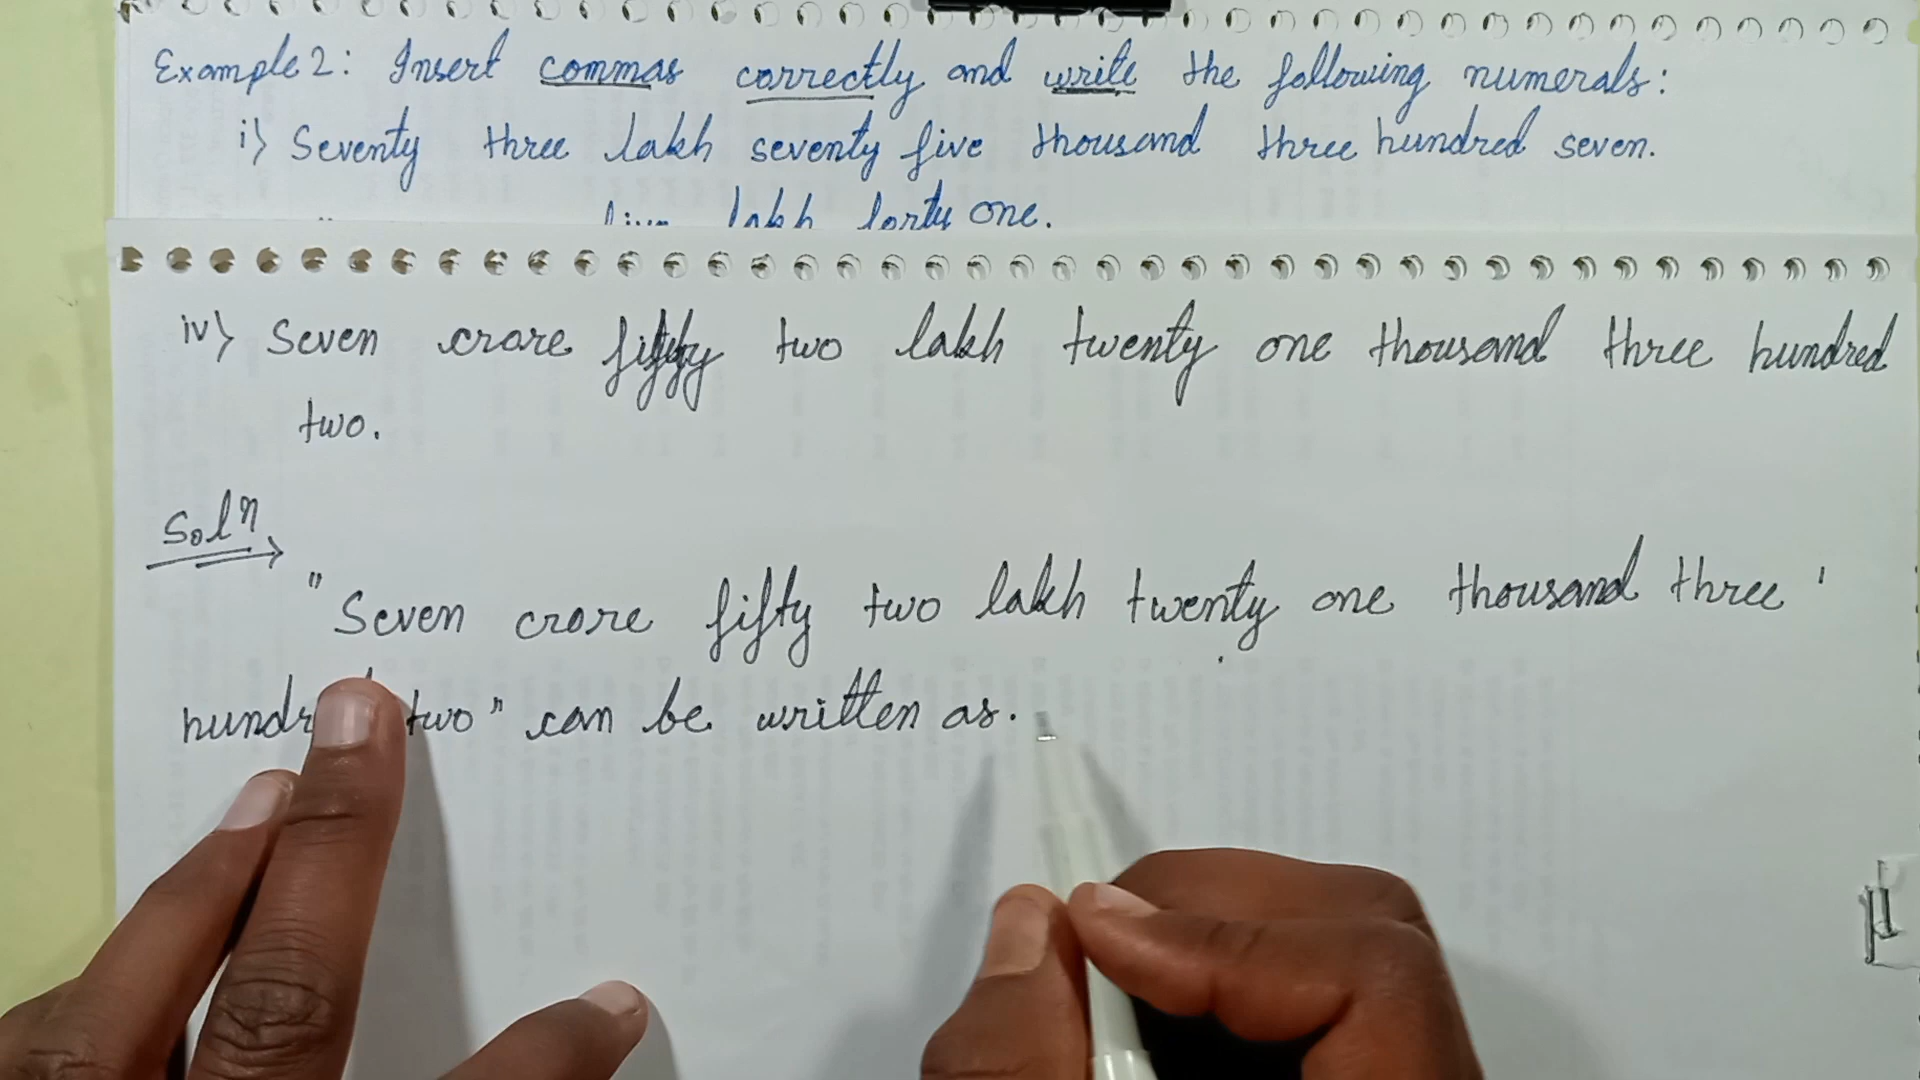 Example 2: Insert commas correctly and write the following numerals:
i) Seventy three lakh seventy five thousand three hundred seven.
lakh forty one.
iv) Seven crore fifty two lakh twenty one thousand three hundred
two.
Solⁿ
"Seven crore fifty two lakh twenty one thousand three
two" can be written as.